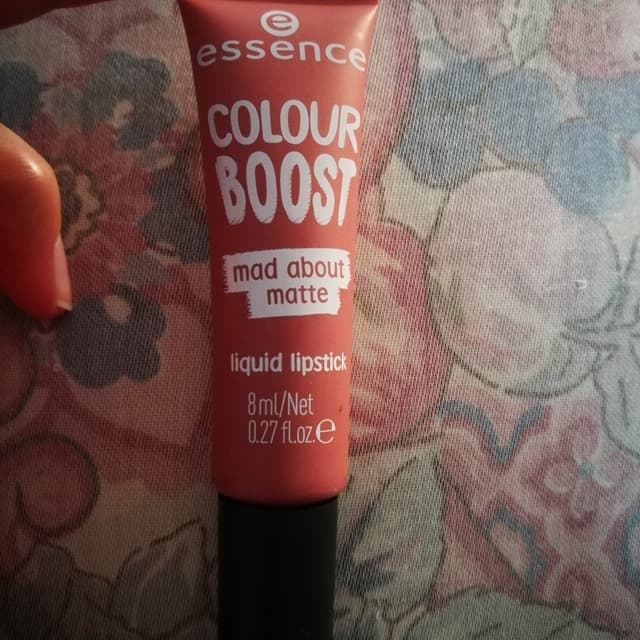 essence
COLOUR
BOOST
mad about
matte
liquid lipstick
8 ml/Net
0.27 fl.oz.e